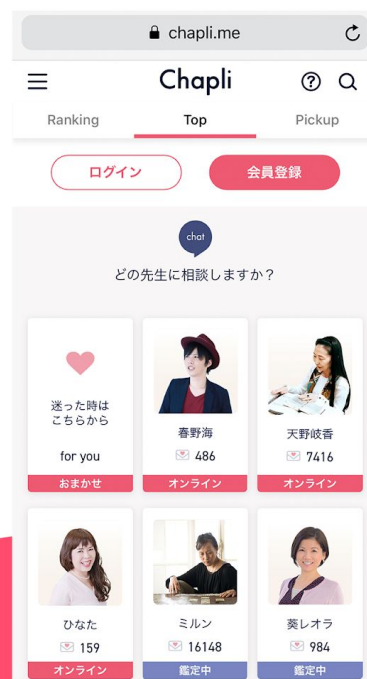 chapli.me
Chapli
Ranking
Top
Pickup
ログイン
会員登録
chat
どの先生に相談しますか？
迷った時は
こちらから
for you
おまかせ
春野海
486
オンライン
天野岐香
7416
オンライン
ひなた
159
オンライン
ミルン
16148
鑑定中
葵レオラ
984
鑑定中